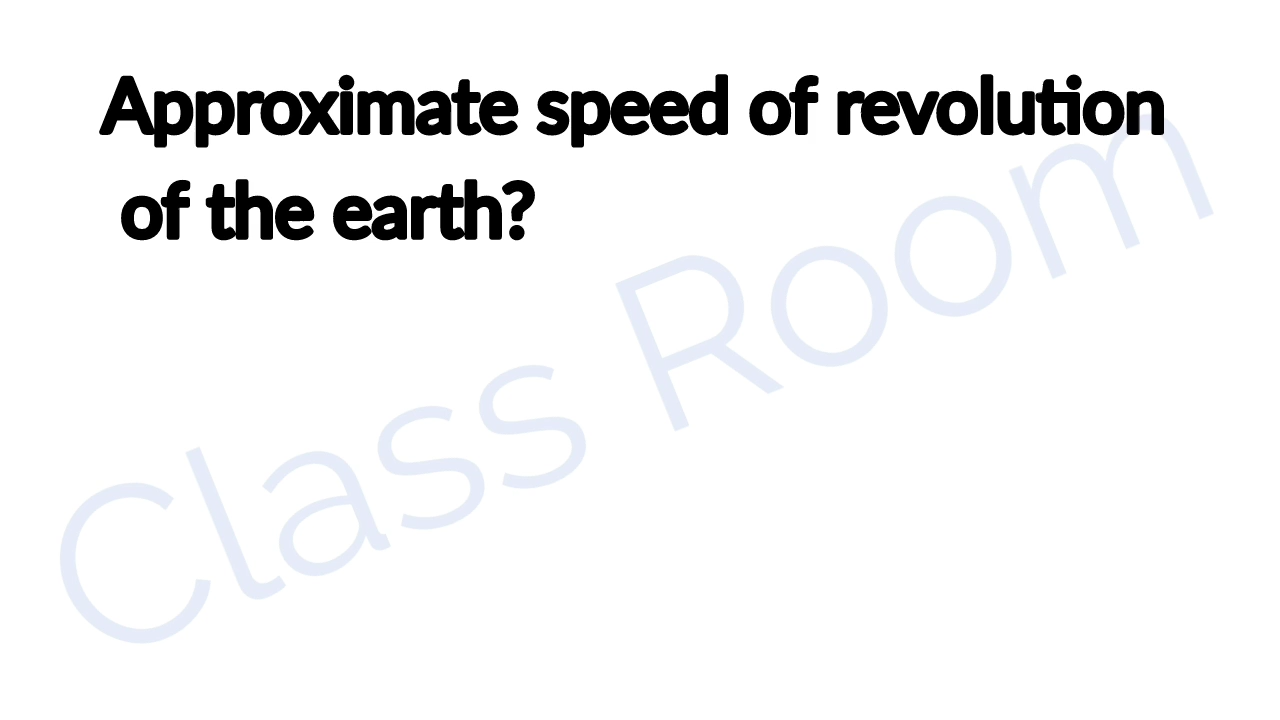 Approximate speed of revolution
of the earth?
Class Room